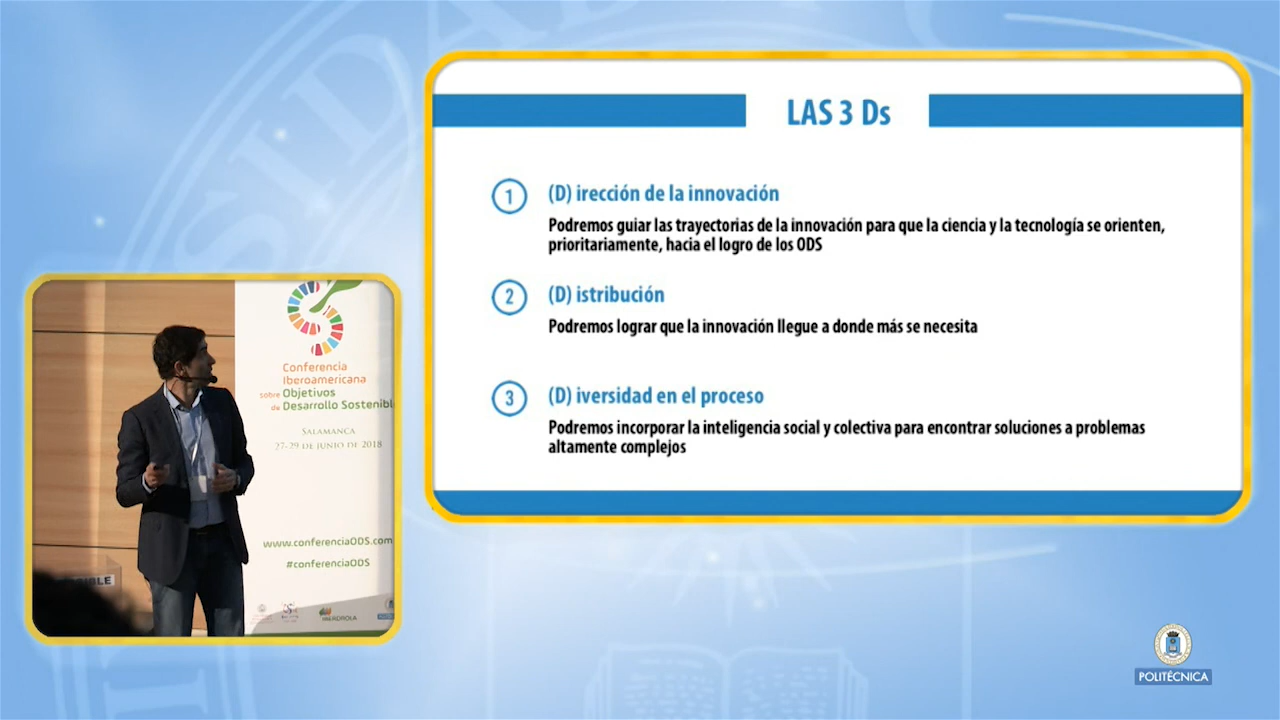 LAS 3 Ds
1
(D) irección de la innovación
Podremos guiar las trayectorias de la innovación para que la ciencia y la tecnología se orienten,
prioritariamente, hacia el logro de los ODS
2
(D) istribución
Podremos lograr que la innovación llegue a donde más se necesita
3
(D) iversidad en el proceso
Podremos incorporar la inteligencia social y colectiva para encontrar soluciones a problemas
altamente complejos
Conferencia
Iberoamericana
sobre Objetivos
de Desarrollo Sostenibl
SALAMANCA
27-29 DE JUNIO DE 2018
www.conferenciaODS.com
#conferenciaODS
IBERDROLA
POLITÉCNICA